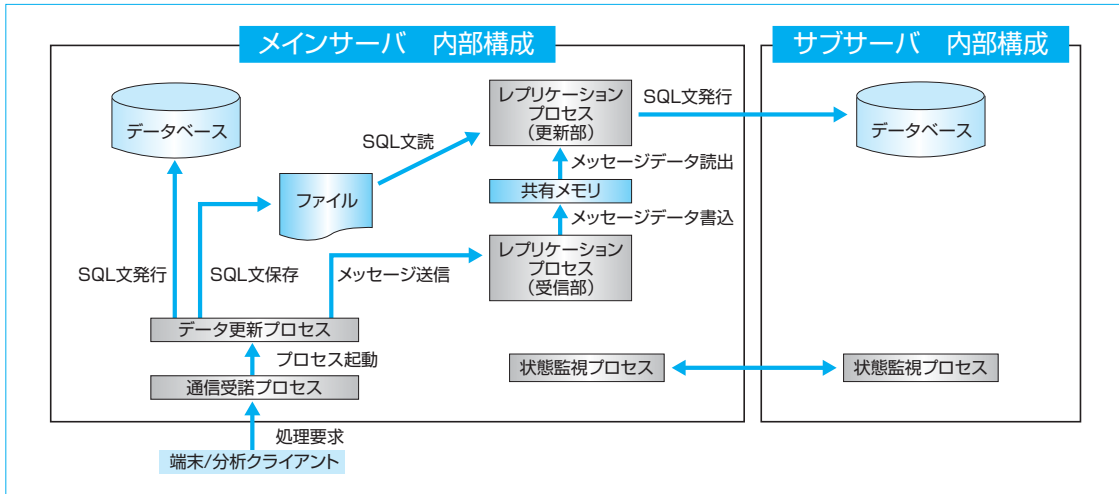 メインサーバ 内部構成
サブサーバ 内部構成
データベース
レプリケーション
プロセス
（更新部）
SQL文発行
データベース
SQL文読
メッセージデータ読出
ファイル
共有メモリ
メッセージデータ書込
SQL文発行
SQL文保存
メッセージ送信
レプリケーション
プロセス
（受信部）
データ更新プロセス
プロセス起動
状態監視プロセス
状態監視プロセス
通信受諾プロセス
処理要求
端末/分析クライアント